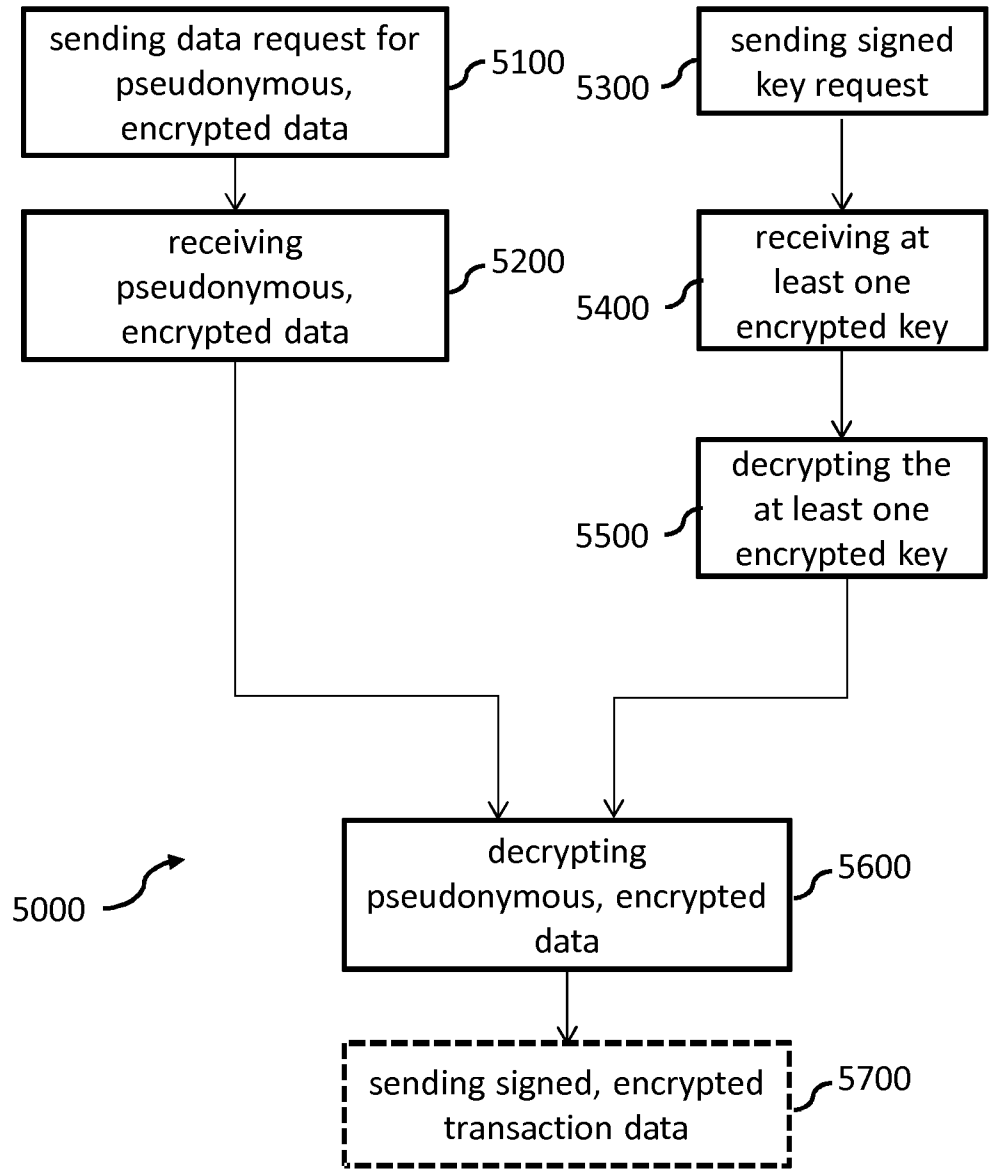 sending data request for
pseudonymous,
encrypted data
5100
receiving
pseudonymous,
encrypted data
5200
sending signed
key request
5300
receiving at
least one
encrypted key
5400
decrypting the
at least one
encrypted key
5500
decrypting
pseudonymous, encrypted
data
5600
5000
sending signed, encrypted
transaction data
5700